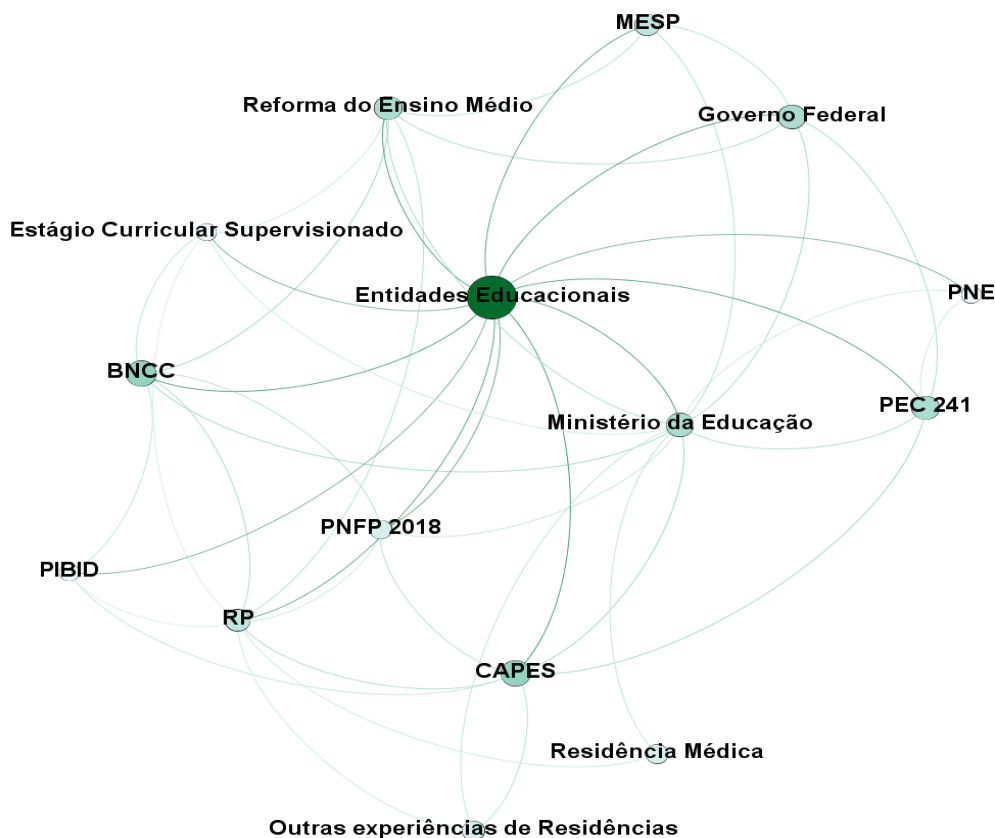 MESP
Reforma do Ensino Médio
Governo Federal
Estágio Curricular Supervisionado
Entidades Educacionais
PNE
BNCC
PEC 241
Ministério da Educação
PNFP 2018
PIBID
RP
CAPES
Residência Médica
Outras experiências de Residências